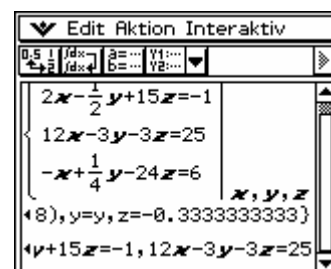 Edit Aktion Interaktiv
2x-1/2y+15z=-1
12x-3y-3z=25
-x+1/4y-24z=6
x,y,z
8),y=y,z=-0.3333333333}
y+15z=-1,12x-3y-3z=25